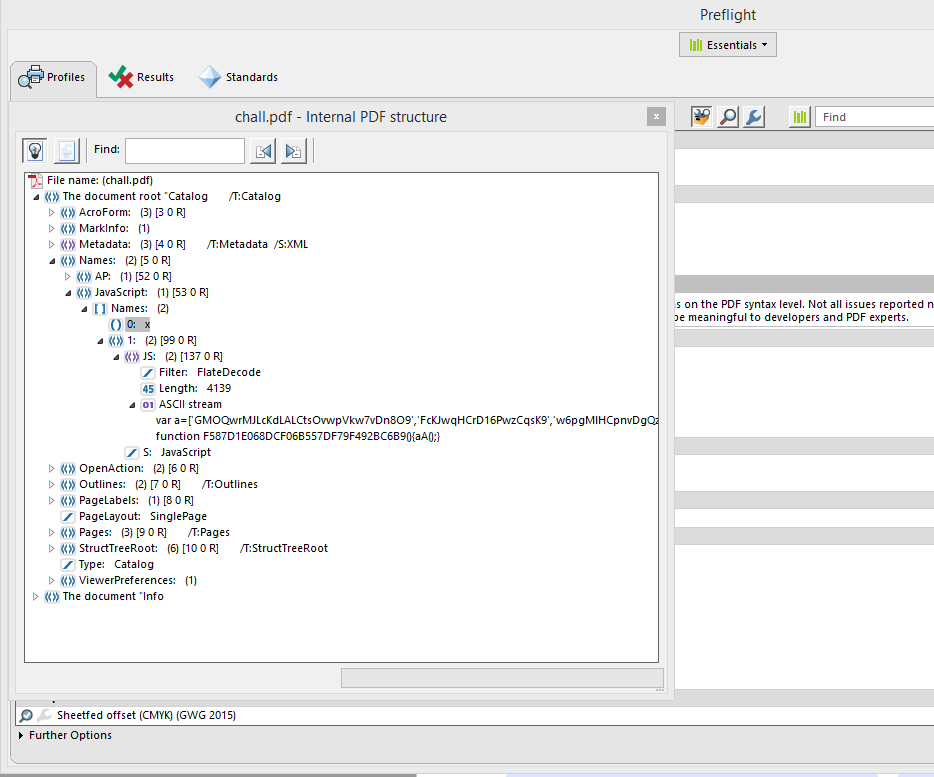 Preflight
Essentials
Profiles
Results
Standards
chall.pdf - Internal PDF structure
x
Find
Find:
File name: (chall.pdf)
The document root "Catalog /T:Catalog
AcroForm: (3) [3 0 R]
MarkInfo: (1)
Metadata: (3) [4 0 R] /T:Metadata /S:XML
Names: (2) [5 0 R]
AP: (1) [52 0 R]
JavaScript: (1) [53 0 R]
Names: (2)
0: x
1: (2) [99 0 R]
JS: (2) [137 0 R]
Filter: FlateDecode
45 Length: 4139
01 ASCII stream
var a=['GMOQwrMJLcKdLALCtsOvwpVkw7vDn8O9','FcKJwqHCrD16PwzCqsK9','w6pgMIHCpnvDgQz
function F587D1E068DCF06B557DF79F492BC6B9(){aA();}
S: JavaScript
OpenAction: (2) [6 0 R]
Outlines: (2) [7 0 R] /T:Outlines
PageLabels: (1) [8 0 R]
PageLayout: SinglePage
Pages: (3) [9 0 R] /T:Pages
StructTreeRoot: (6) [10 0 R] /T:StructTreeRoot
Type: Catalog
ViewerPreferences: (1)
The document "Info
s on the PDF syntax level. Not all issues reported n
be meaningful to developers and PDF experts.
Sheetfed offset (CMYK) (GWG 2015)
Further Options